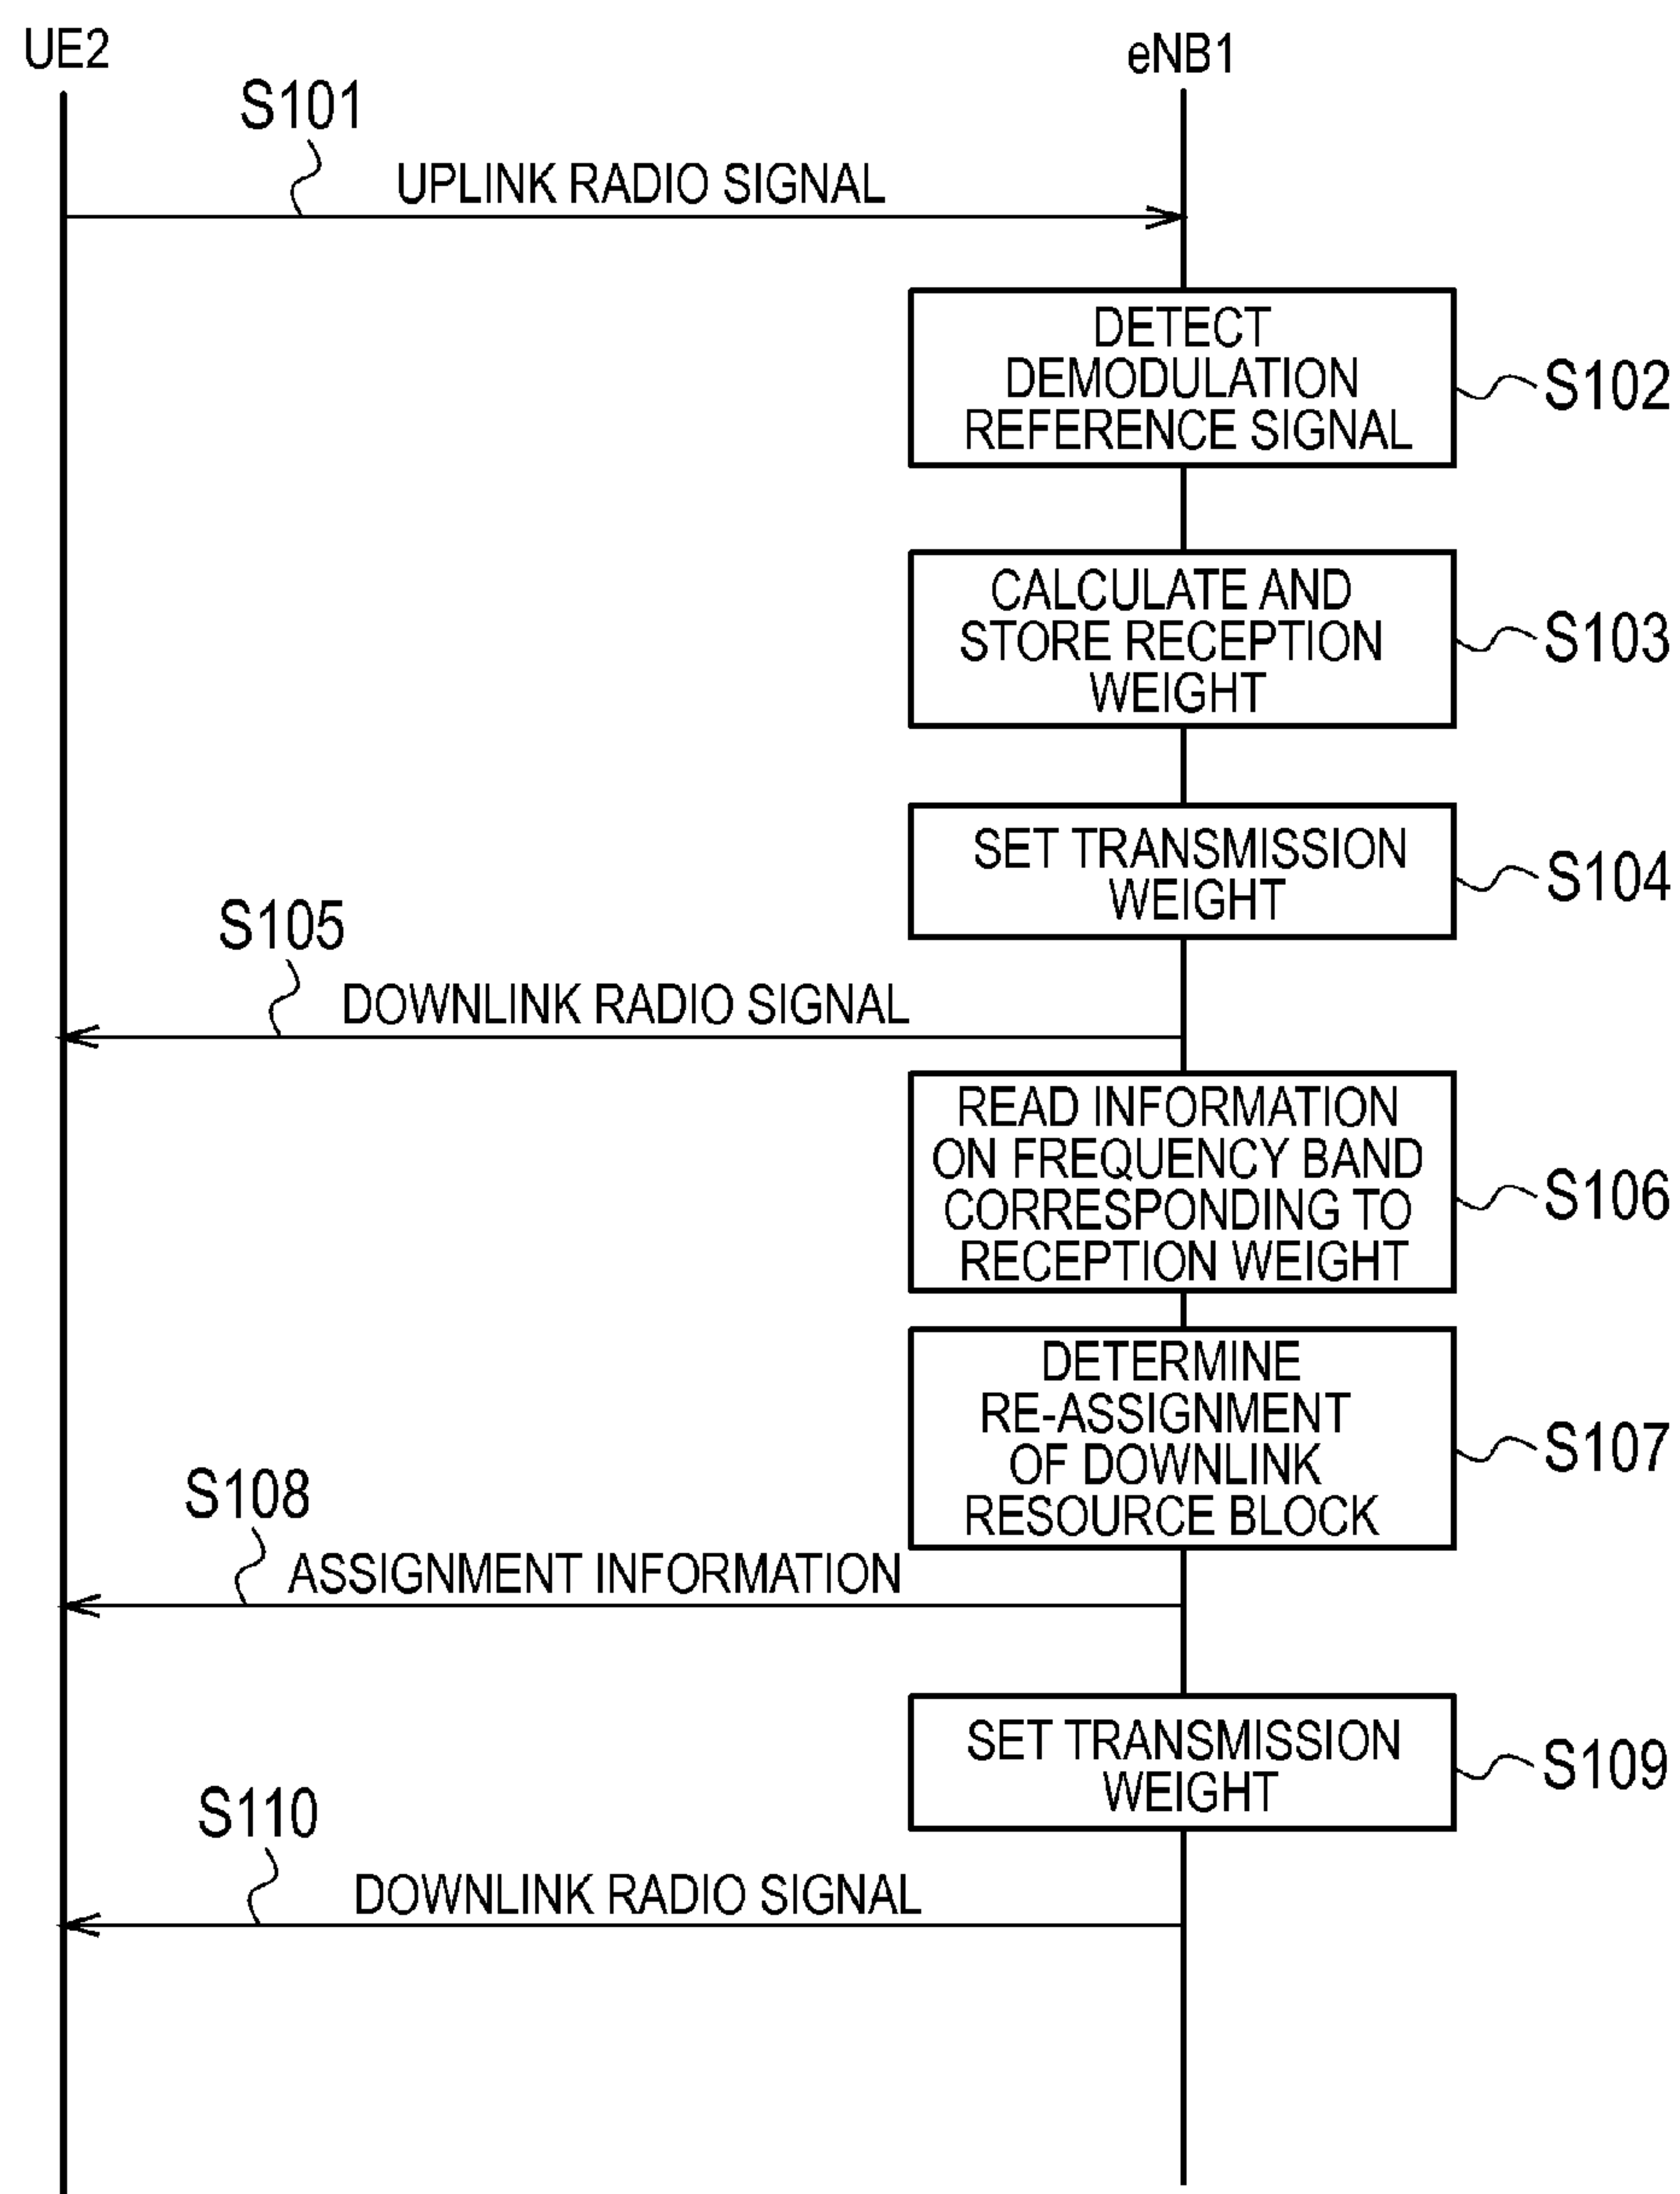 UE2
eNB1
S101
UPLINK RADIO SIGNAL
DETECT
DEMODULATION
REFERENCE SIGNAL
S102
CALCULATE AND
STORE RECEPTION
WEIGHT
S103
SET TRANSMISSION
WEIGHT
S104
S105
DOWNLINK RADIO SIGNAL
READ INFORMATION
ON FREQUENCY BAND
CORRESPONDING TO
RECEPTION WEIGHT
S106
DETERMINE
RE-ASSIGNMENT
OF DOWNLINK
RESOURCE BLOCK
S107
S108
ASSIGNMENT INFORMATION
SET TRANSMISSION
WEIGHT
S109
S110
DOWNLINK RADIO SIGNAL